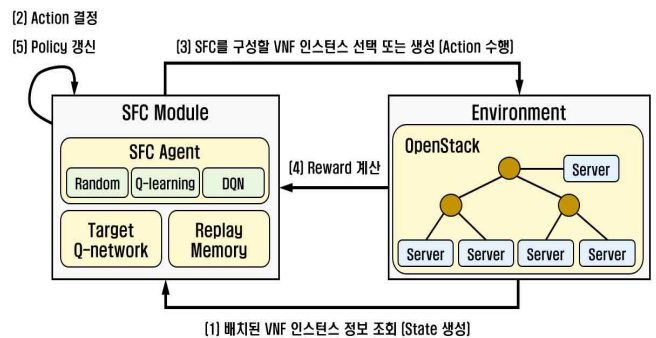 (2) Action 결정
(5) Policy 갱신
(3) SFC를 구성할 VNF 인스턴스 선택 또는 생성 (Action 수행)
SFC Module
SFC Agent
Random
Q-learning
DQN
Target
Q-network
Replay
Memory
(4) Reward 계산
Environment
OpenStack
Server
Server
Server
Server
Server
(1) 배치된 VNF 인스턴스 정보 조회 (State 생성)